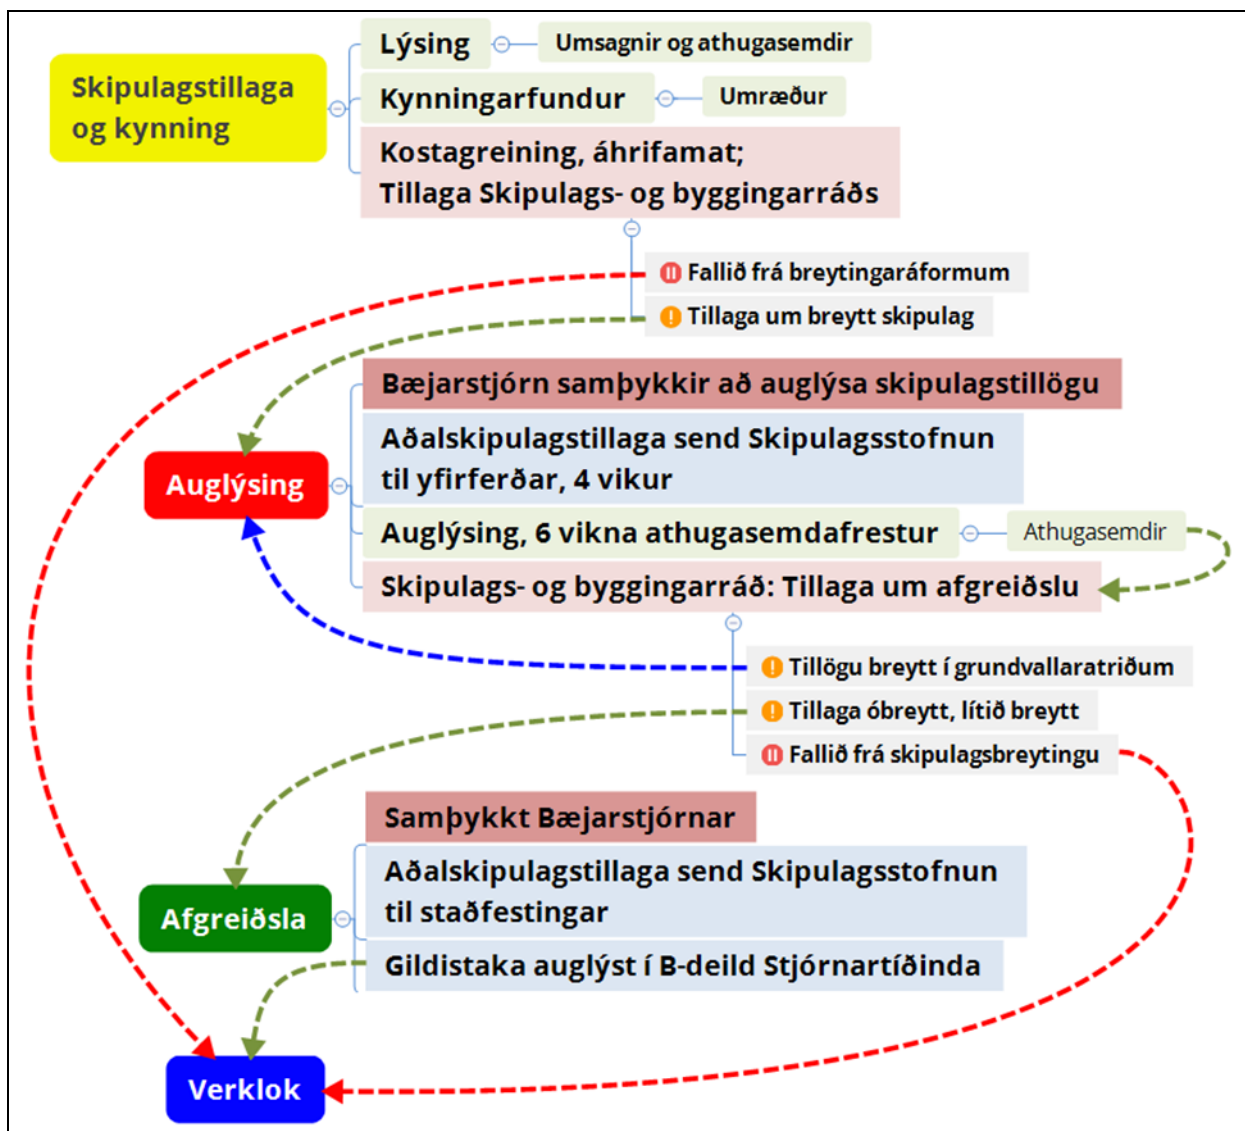 Skipulagstillaga
og kynning
Lýsing
Umsagnir og athugasemdir
Kynningarfundur
Umræður
Kostagreining, áhrifamat;
Tillaga Skipulags- og byggingarráðs
Fallið frá breytingaráformum
Tillaga um breytt skipulag
Auglýsing
Bæjarstjórn samþykkir að auglýsa skipulagstillögu
Aðalskipulagstillaga send Skipulagsstofnun
til yfirferðar, 4 vikur
Auglýsing, 6 vikna athugasemdafrestur
Athugasemdir
Skipulags- og byggingarráð: Tillaga um afgreiðslu
Tillögu breytt í grundvallaratriðum
Tillaga óbreytt, lítið breytt
Fallið frá skipulagsbreytingu
Afgreiðsla
Samþykkt Bæjarstjórnar
Aðalskipulagstillaga send Skipulagsstofnun
til staðfestingar
Gildistaka auglýst í B-deild Stjórnartíðinda
Verklok